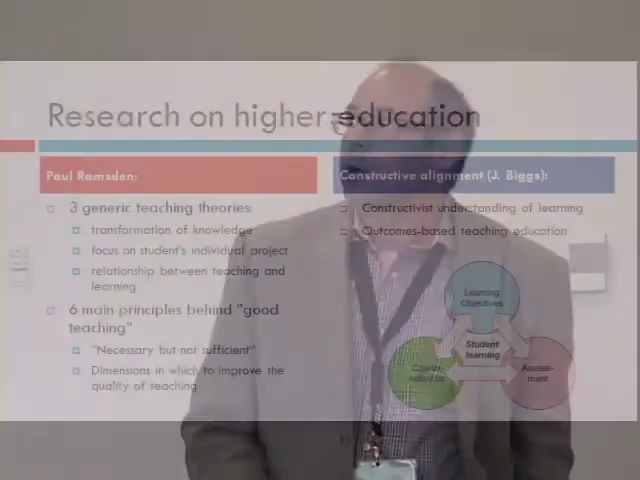 Research on higher education
Paul Ramsden:
3 generic teaching theories:
transformation of knowledge
focus on student's individual project
relationship between teaching and
learning
6 main principles behind "good
teaching"
"Necessary but not sufficient"
Dimensions in which to improve the
quality of teaching
Constructive alignment (J. Biggs):
Constructivist understanding of learning
Outcomes-based teaching education
Learning
Objectives
Student
learning
Assess-
ment